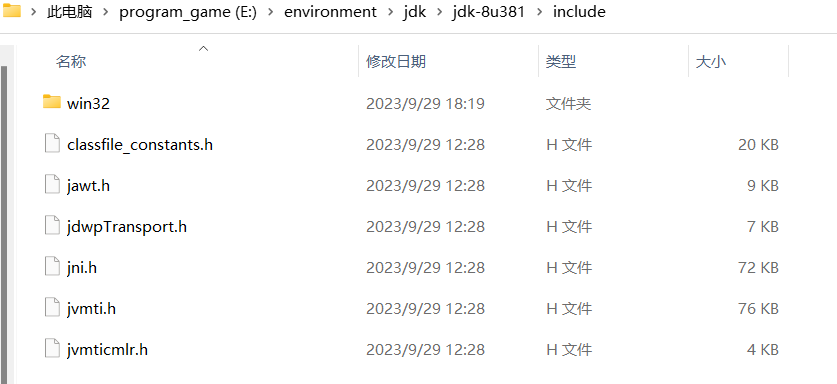 此电脑 > program_game (E:) > environment > jdk > jdk-8u381 > include
名称 修改日期 类型 大小
win32 2023/9/29 18:19 文件夹
classfile_constants.h 2023/9/29 12:28 H 文件 20 KB
jawt.h 2023/9/29 12:28 H 文件 9 KB
jdwpTransport.h 2023/9/29 12:28 H 文件 7 KB
jni.h 2023/9/29 12:28 H 文件 72 KB
jvmti.h 2023/9/29 12:28 H 文件 76 KB
jvmticmlr.h 2023/9/29 12:28 H 文件 4 KB